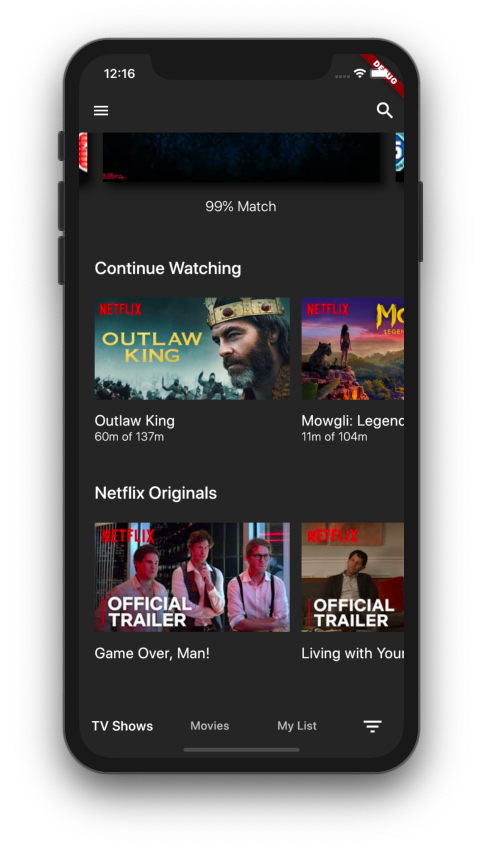 12:16
DEBUG
99% Match
Continue Watching
NETFLIX
OUTLAW
KING
NETFLIX
LEGEN
Outlaw King
60m of 137m
Mowgli: Legend
11m of 104m
Netflix Originals
NETFLIX
OFFICIAL
TRAILER
NETFLIX
OFFICIAL
TRAILER
Game Over, Man!
Living with Your
TV Shows
Movies
My List